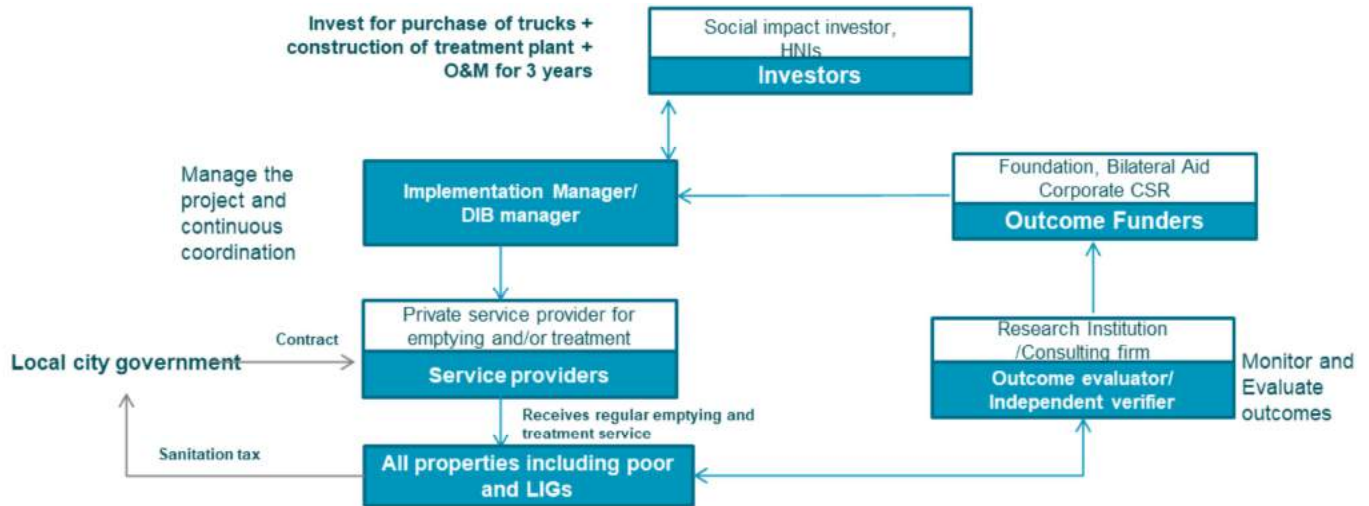 Invest for purchase of trucks +
construction of treatment plant +
O&M for 3 years
Social impact investor,
HNIs
Investors
Manage the
project and
continuous
coordination
Implementation Manager/
DIB manager
Foundation, Bilateral Aid
Corporate CSR
Outcome Funders
Private service provider for
emptying and/or treatment
Service providers
Contract
Local city government
Research Institution
/Consulting firm
Outcome evaluator/
Independent verifier
Monitor and
Evaluate
outcomes
Receives regular emptying and
treatment service
Sanitation tax
All properties including poor
and LIGs